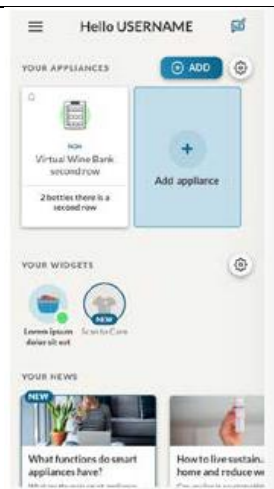 Hello USERNAME
YOUR APPLIANCES
ADD
Virtual Wine Bank
second row
2 bottles there is a
second row
Add appliance
YOUR WIDGETS
NEW
Lorem ipsum
dolor sit ext
Scan to Care
YOUR NEWS
NEW
What functions do smart
appliances have?
How to live sustain..
home and reduce we